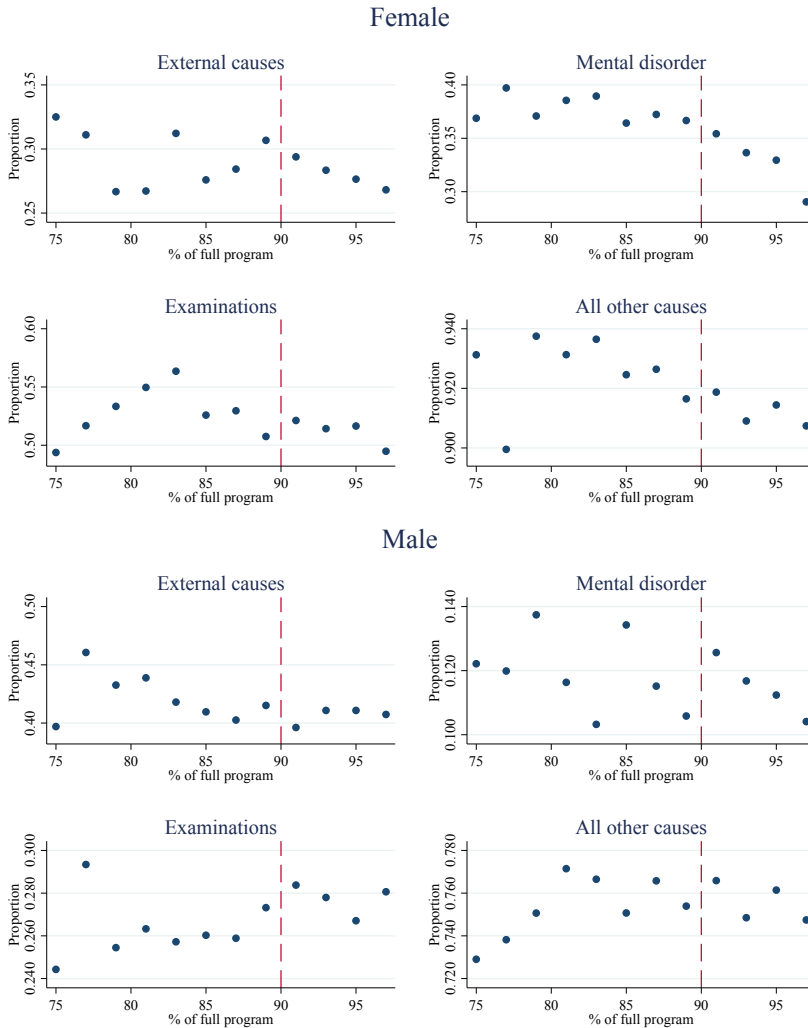 Female
External causes
Proportion
0.35
0.30
0.25
75 80 85 90 95
% of full program
Mental disorder
Proportion
0.40
0.35
0.30
75 80 85 90 95
% of full program
Examinations
Proportion
0.60
0.55
0.50
75 80 85 90 95
% of full program
All other causes
Proportion
0.940
0.920
0.900
75 80 85 90 95
% of full program
Male
External causes
Proportion
0.50
0.45
0.40
75 80 85 90 95
% of full program
Mental disorder
Proportion
0.140
0.120
0.100
75 80 85 90 95
% of full program
Examinations
Proportion
0.300
0.280
0.260
0.240
75 80 85 90 95
% of full program
All other causes
Proportion
0.780
0.760
0.740
0.720
75 80 85 90 95
% of full program